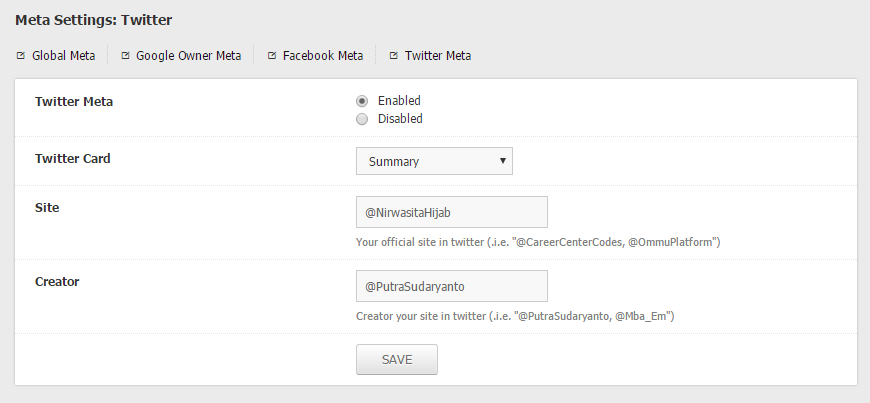 Meta Settings: Twitter
Global Meta Google Owner Meta Facebook Meta Twitter Meta
Twitter Meta Enabled
Disabled
Twitter Card Summary
Site @NirwasitaHijab
Your official site in twitter (.i.e. "@CareerCenterCodes, @OmmuPlatform")
Creator @PutraSudaryanto
Creator your site in twitter (.i.e. "@PutraSudaryanto, @Mba_Em")
SAVE